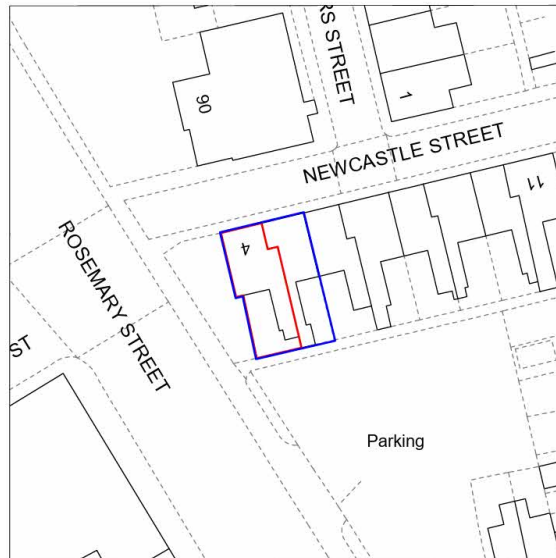 RS STREET
90
1
NEWCASTLE STREET
11
4
ROSEMARY STREET
ST
Parking